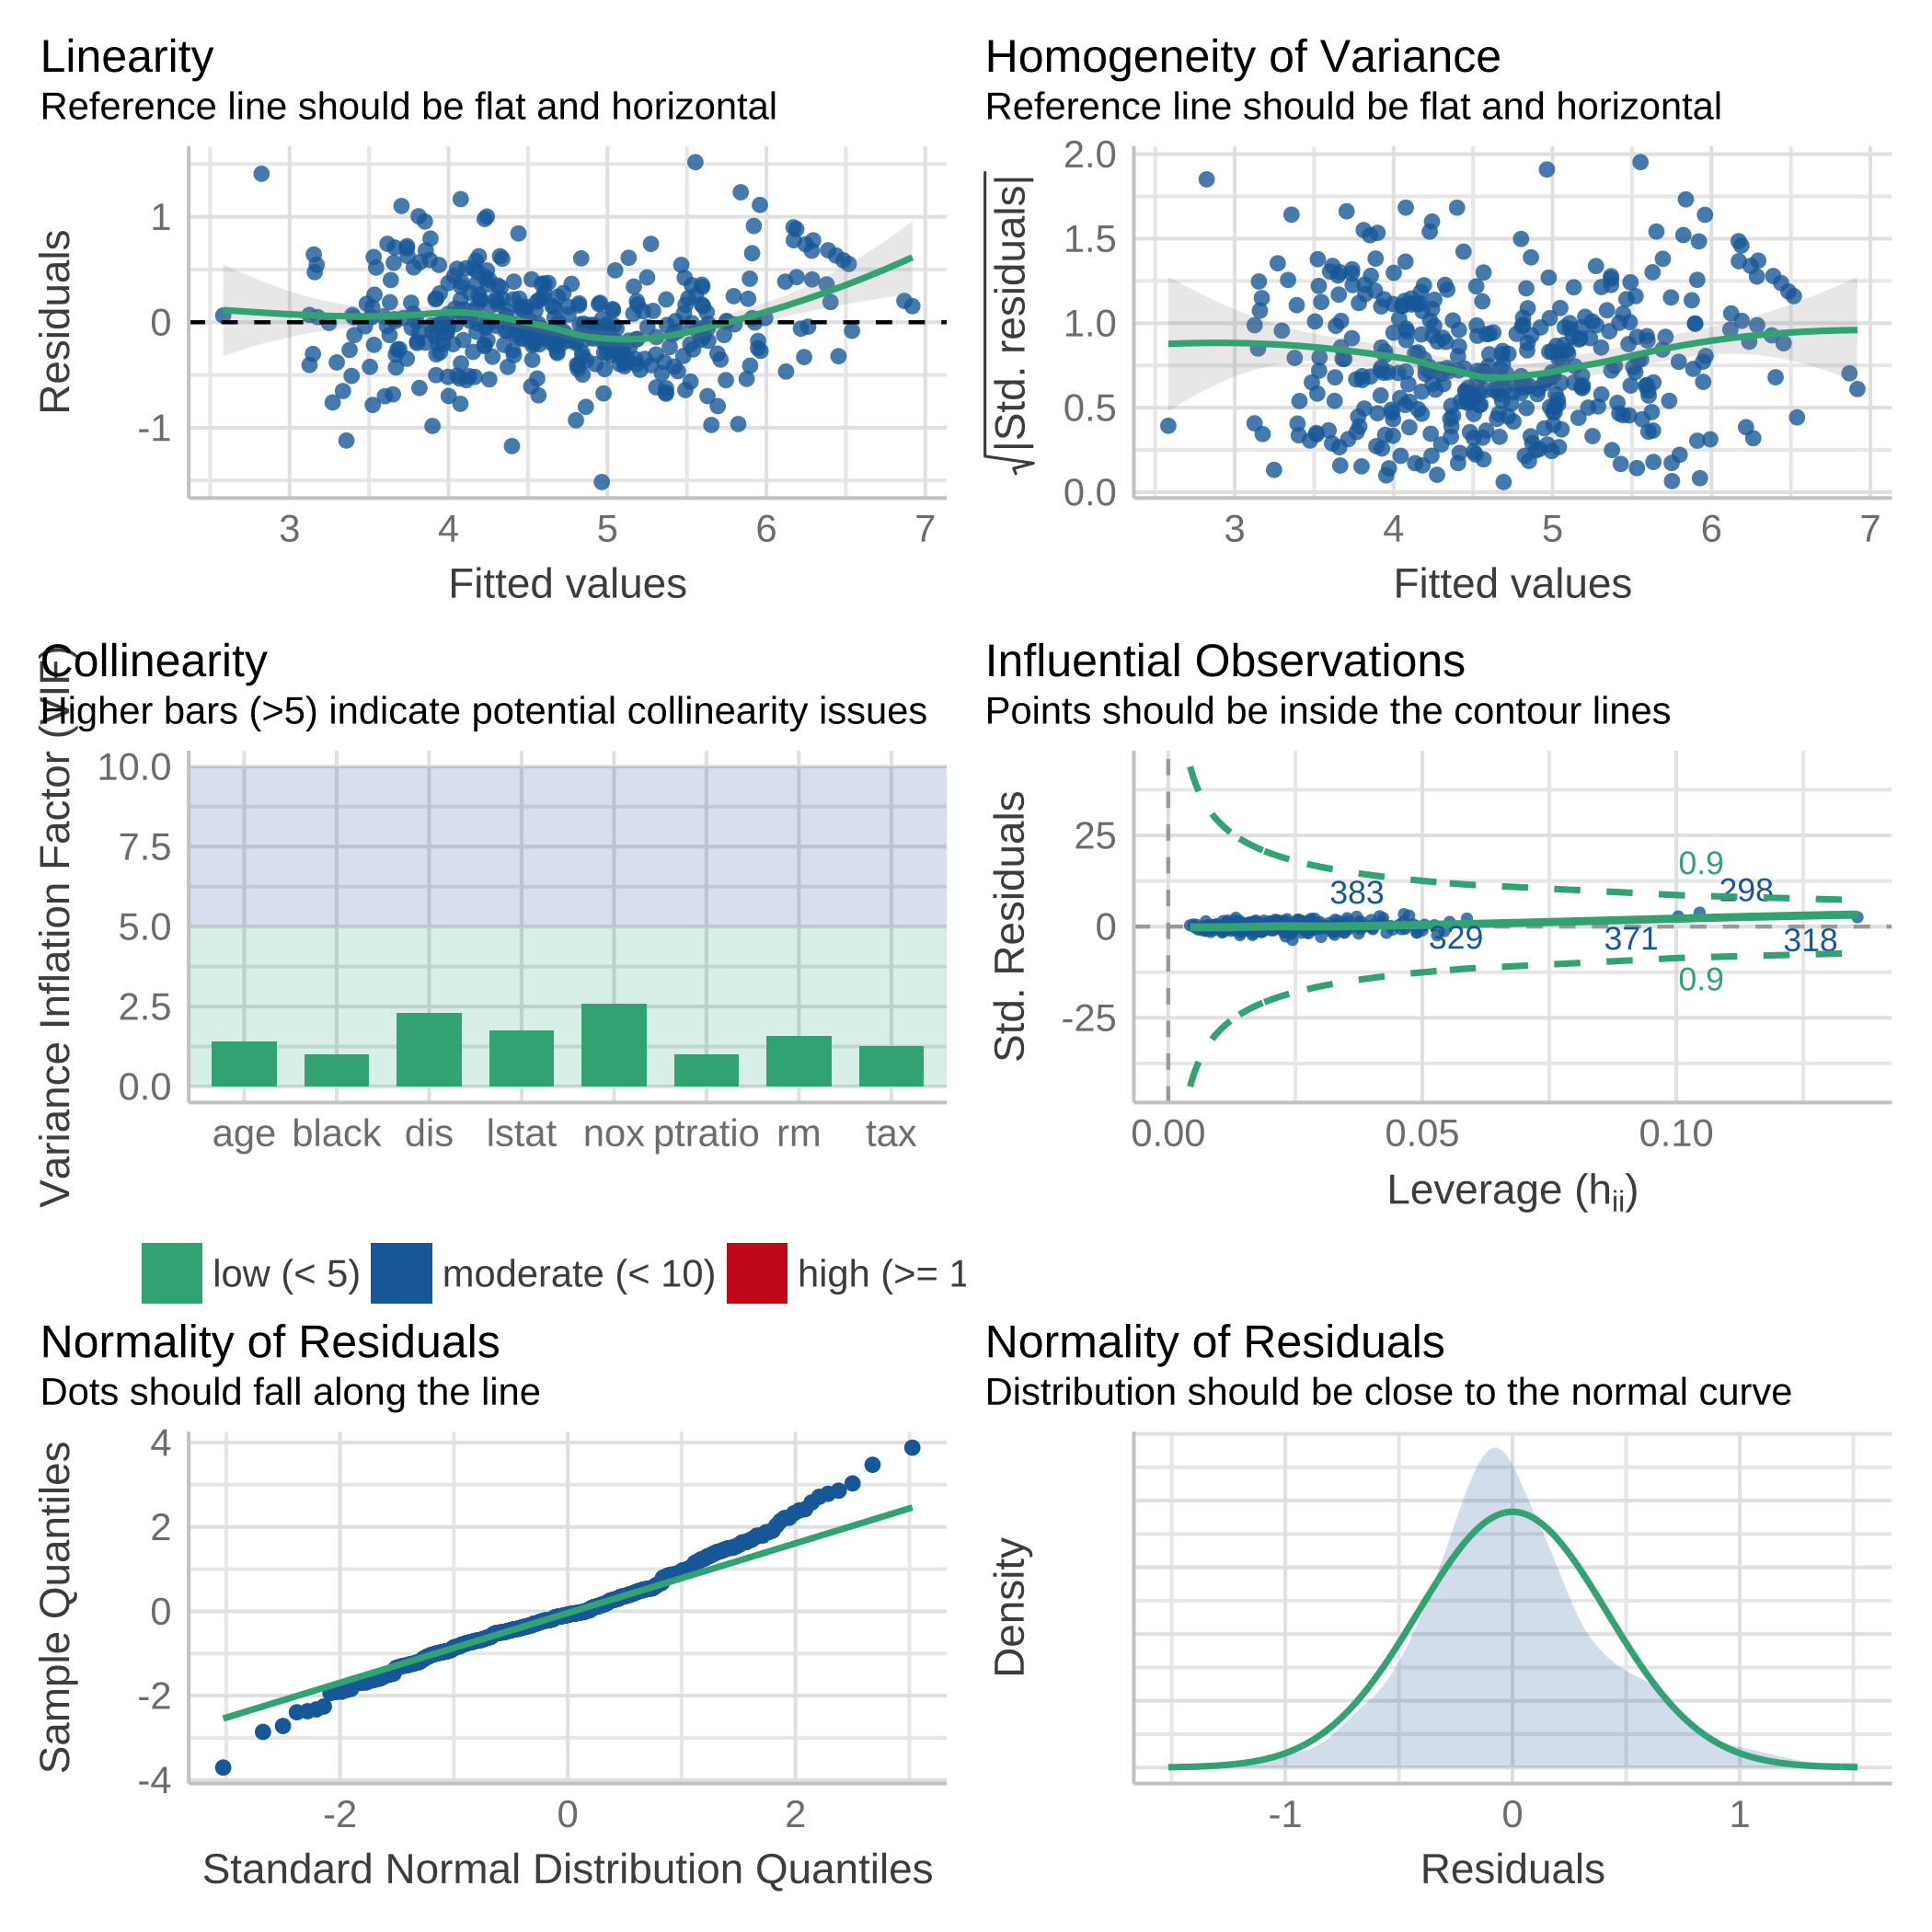 Linearity
Reference line should be flat and horizontal
Residuals
1
0
-1
3 4 5 6 7
Fitted values
Homogeneity of Variance
Reference line should be flat and horizontal
√|Std. residuals|
2.0
1.5
1.0
0.5
0.0
3 4 5 6 7
Fitted values
Collinearity
Higher bars (>5) indicate potential collinearity issues
Variance Inflation Factor (VIF)
10.0
7.5
5.0
2.5
0.0
age black dis lstat nox ptratio rm tax
low (< 5) moderate (< 10) high (>= 1
Influential Observations
Points should be inside the contour lines
Std. Residuals
25
0
-25
0.9
383
298
329
371
318
0.9
0.00 0.05 0.10
Leverage (hii)
Normality of Residuals
Dots should fall along the line
Sample Quantiles
4
2
0
-2
-4
-2 0 2
Standard Normal Distribution Quantiles
Normality of Residuals
Distribution should be close to the normal curve
Density
-1 0 1
Residuals